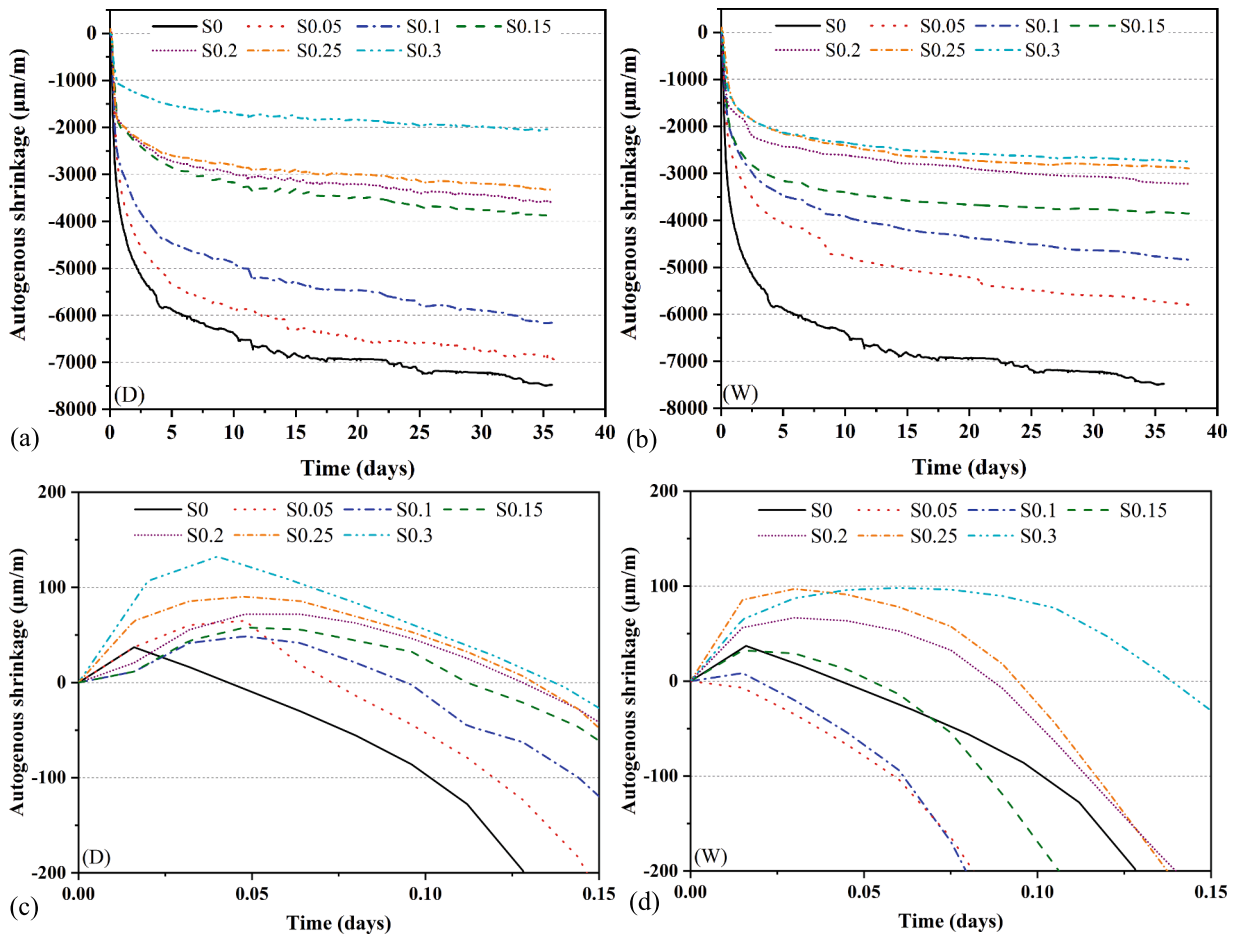 S0 S0.05 S0.1 S0.15
S0.2 S0.25 S0.3
0
-1000
-2000
-3000
-4000
-5000
-6000
-7000
-8000
Autogenous shrinkage (μm/m)
(D)
0 5 10 15 20 25 30 35 40
Time (days)
(a)
S0 S0.05 S0.1 S0.15
S0.2 S0.25 S0.3
0
-1000
-2000
-3000
-4000
-5000
-6000
-7000
-8000
Autogenous shrinkage (μm/m)
(W)
0 5 10 15 20 25 30 35 40
Time (days)
(b)
S0 S0.05 S0.1 S0.15
S0.2 S0.25 S0.3
200
100
0
-100
-200
Autogenous shrinkage (μm/m)
(D)
0.00 0.05 0.10 0.15
Time (days)
(c)
S0 S0.05 S0.1 S0.15
S0.2 S0.25 S0.3
200
100
0
-100
-200
Autogenous shrinkage (μm/m)
(W)
0.00 0.05 0.10 0.15
Time (days)
(d)